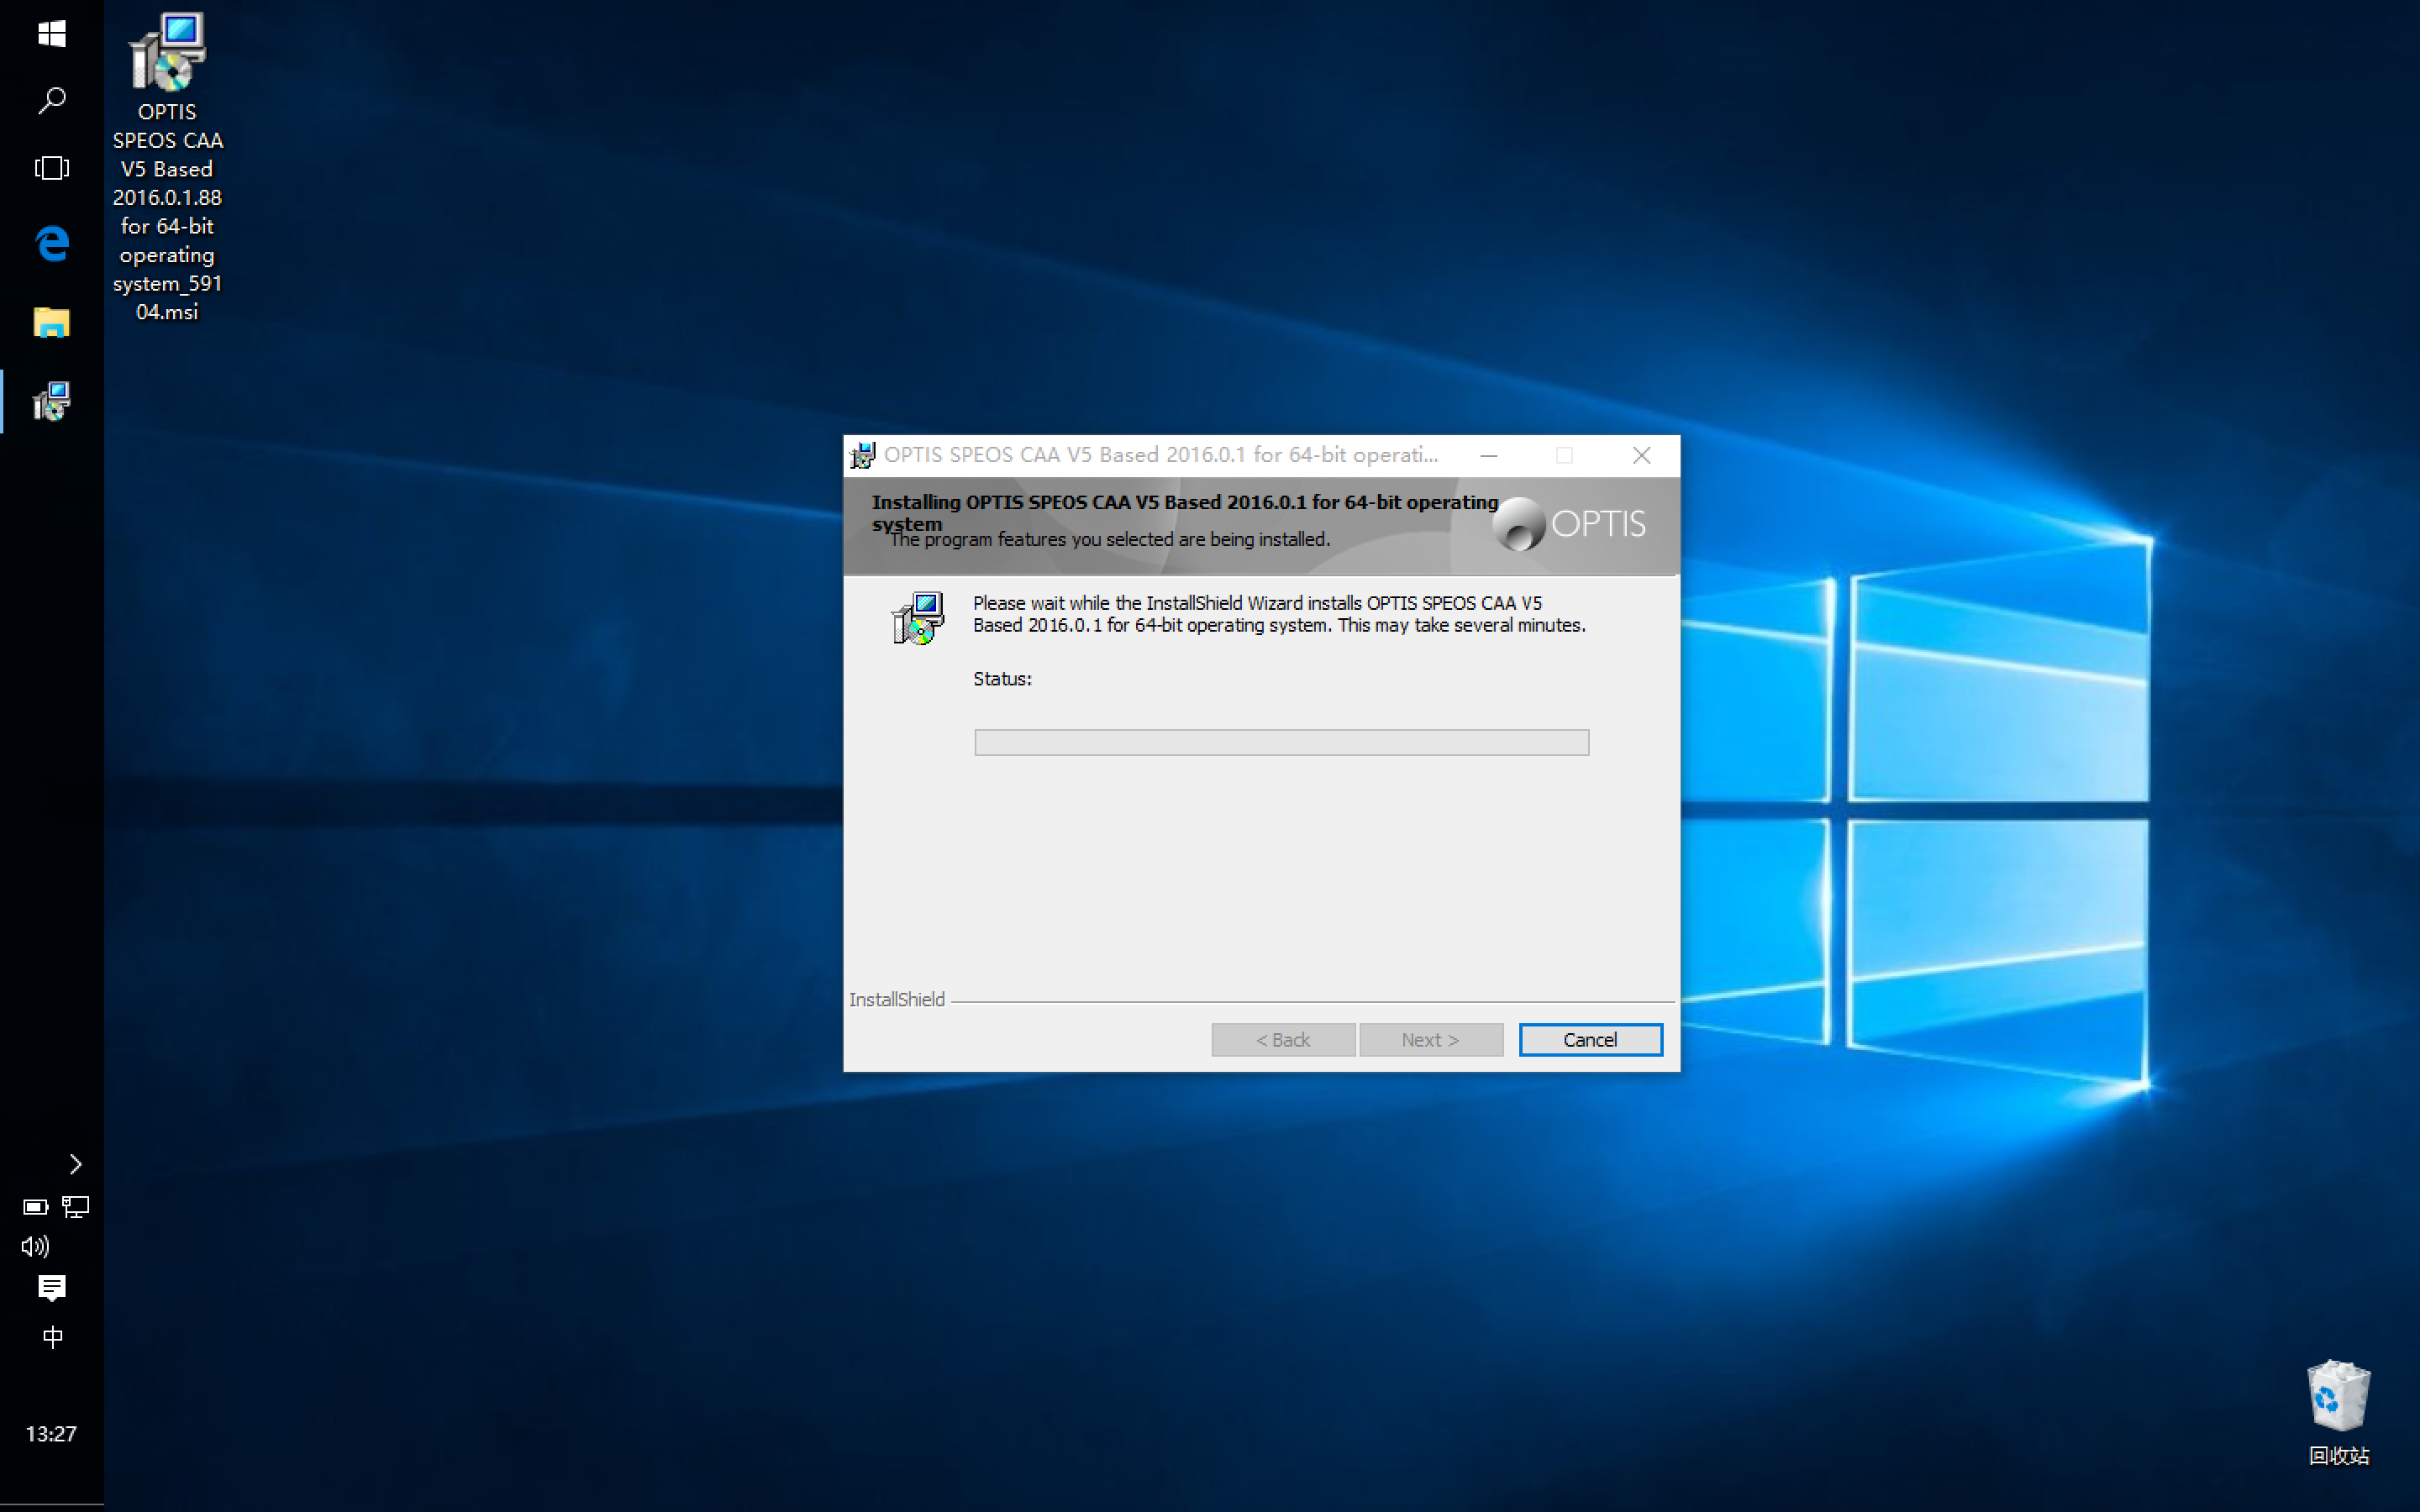 OPTIS
SPEOS CAA
V5 Based
2016.0.1.88
for 64-bit
operating
system_591
04.msi
OPTIS SPEOS CAA V5 Based 2016.0.1 for 64-bit operati...
Installing OPTIS SPEOS CAA V5 Based 2016.0.1 for 64-bit operating
system
The program features you selected are being installed.
OPTIS
Please wait while the InstallShield Wizard installs OPTIS SPEOS CAA V5
Based 2016.0.1 for 64-bit operating system. This may take several minutes.
Status:
InstallShield
< Back
Next >
Cancel
中
13:27
回收站